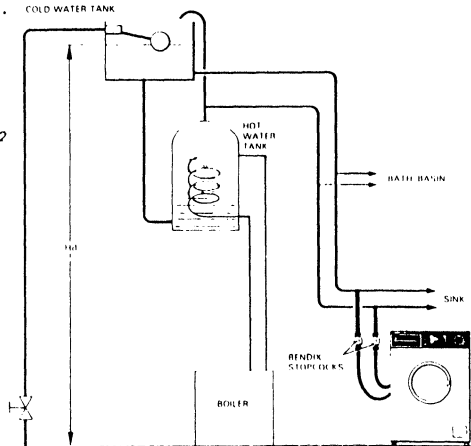 COLD WATER TANK
HOT
WATER
TANK
BATH BASIN
SINK
BENDIX
STOPCOCKS
BOILER